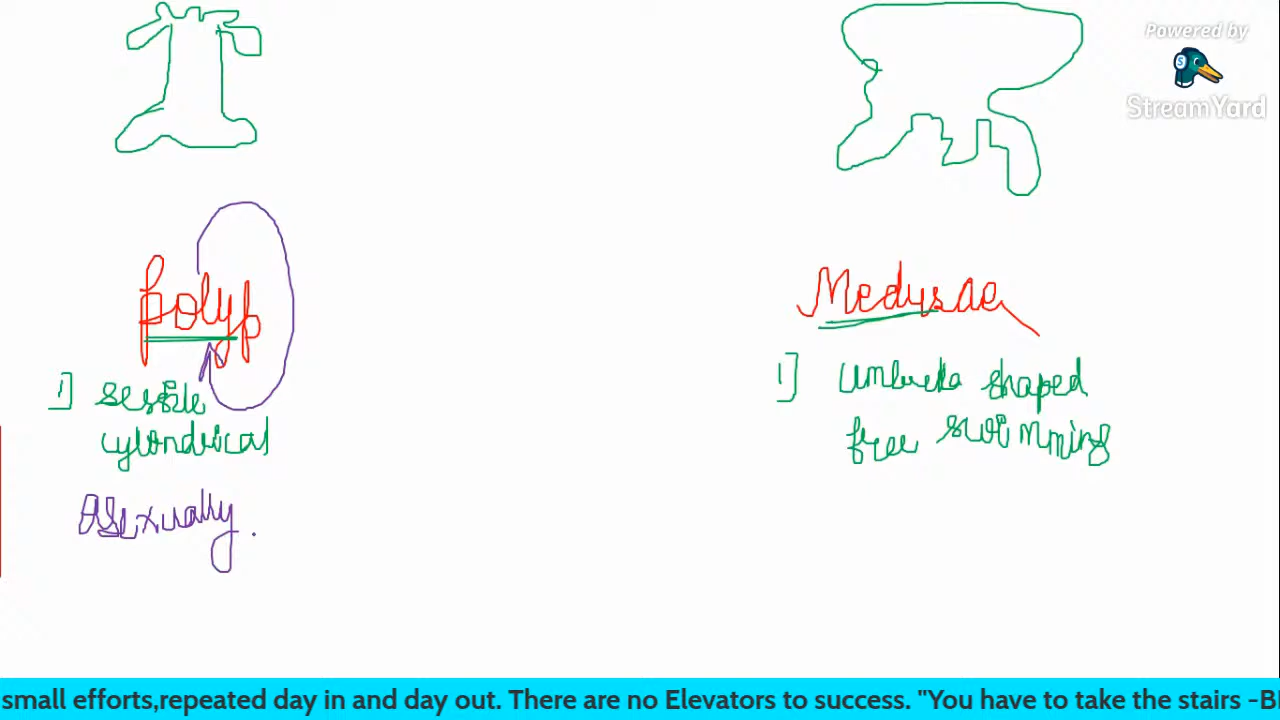 Powered by
StreamYard
polyp
Medusae
1] sessile
cylindrical
1] umbrella shaped
free swimming
Asexually.
small efforts,repeated day in and day out. There are no Elevators to success. "You have to take the stairs -B